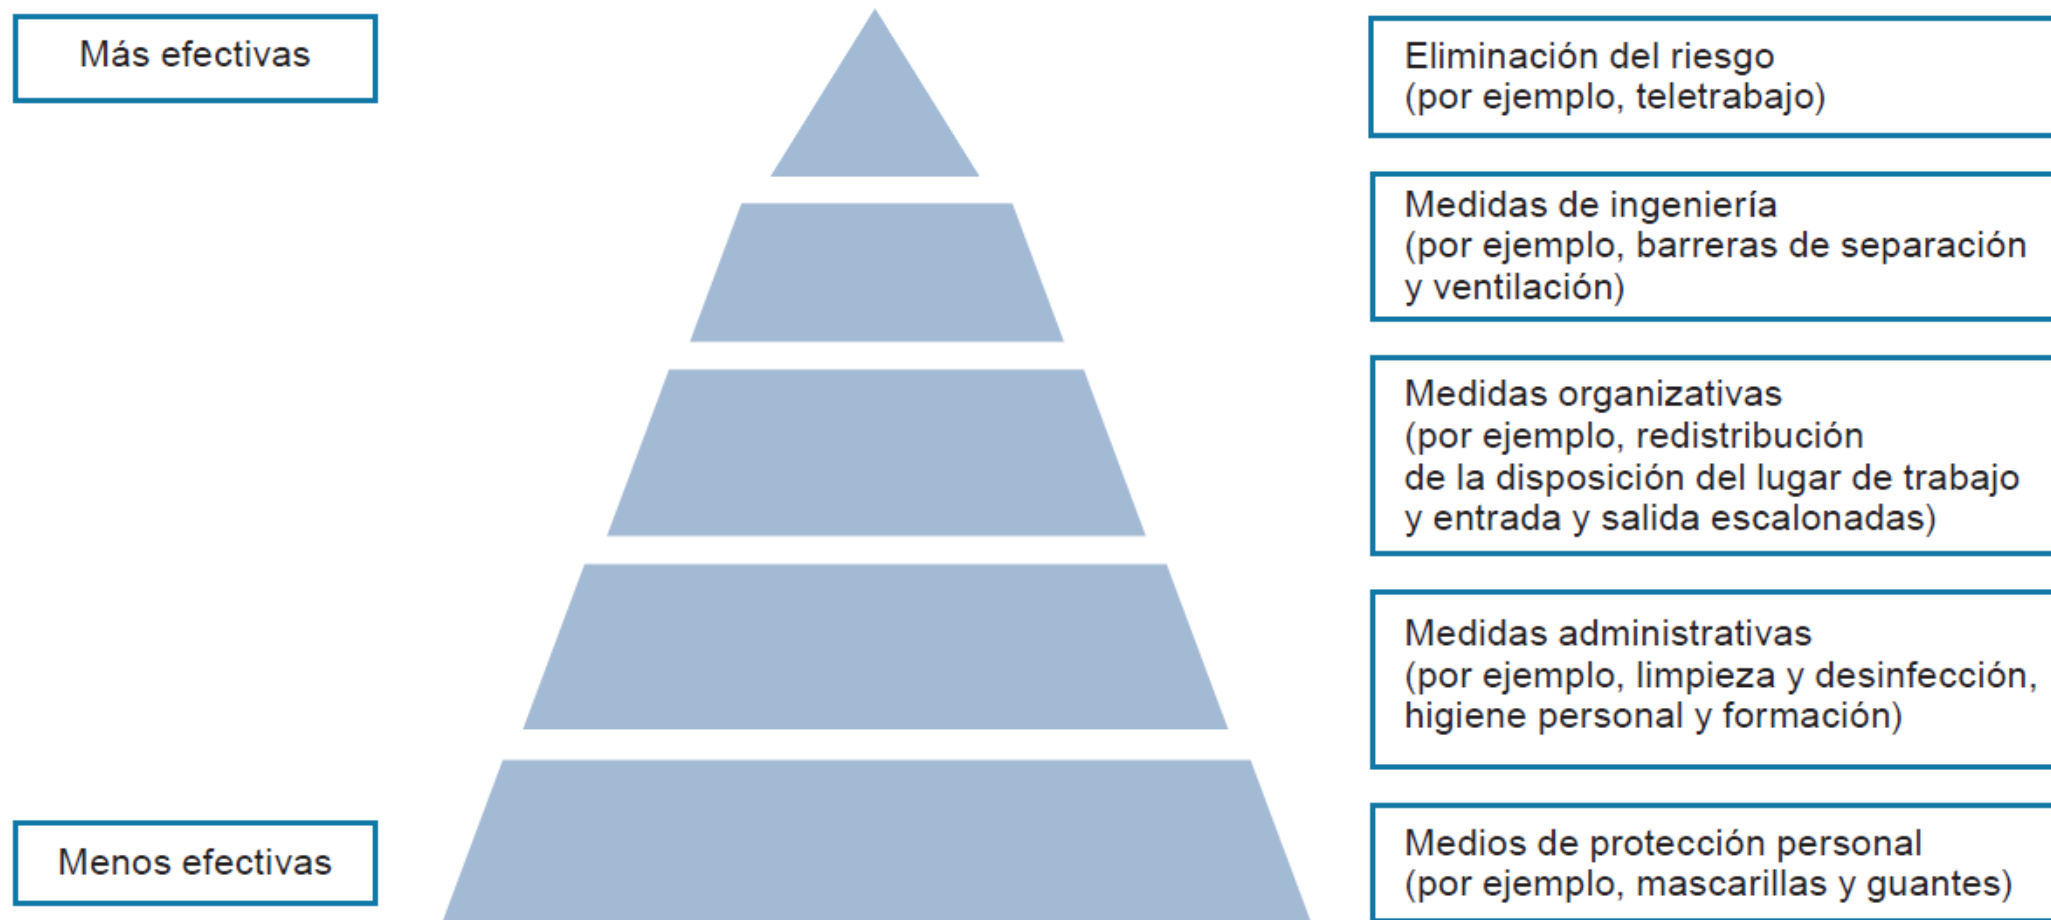 Más efectivas
Eliminación del riesgo
(por ejemplo, teletrabajo)
Medidas de ingeniería
(por ejemplo, barreras de separación
y ventilación)
Medidas organizativas
(por ejemplo, redistribución
de la disposición del lugar de trabajo
y entrada y salida escalonadas)
Medidas administrativas
(por ejemplo, limpieza y desinfección,
higiene personal y formación)
Menos efectivas
Medios de protección personal
(por ejemplo, mascarillas y guantes)